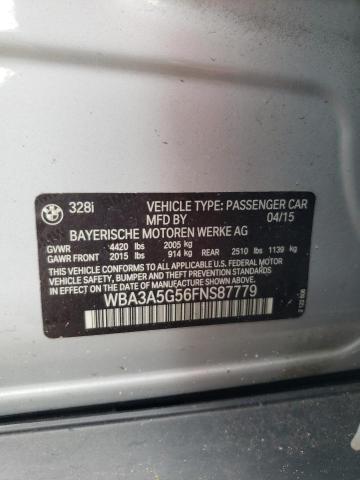 BMW
328i
VEHICLE TYPE: PASSENGER CAR
MFD BY 04/15
BAYERISCHE MOTOREN WERKE AG
GVWR 4420 lbs 2005 kg
GAWR FRONT 2015 lbs 914 kg REAR 2510 lbs 1139 kg
THIS VEHICLE CONFORMS TO ALL APPLICABLE U.S. FEDERAL MOTOR
VEHICLE SAFETY, BUMPER, AND THEFT PREVENTION STANDARDS
IN EFFECT ON THE DATE OF MANUFACTURE SHOWN ABOVE.
WBA3A5G56FNS87779